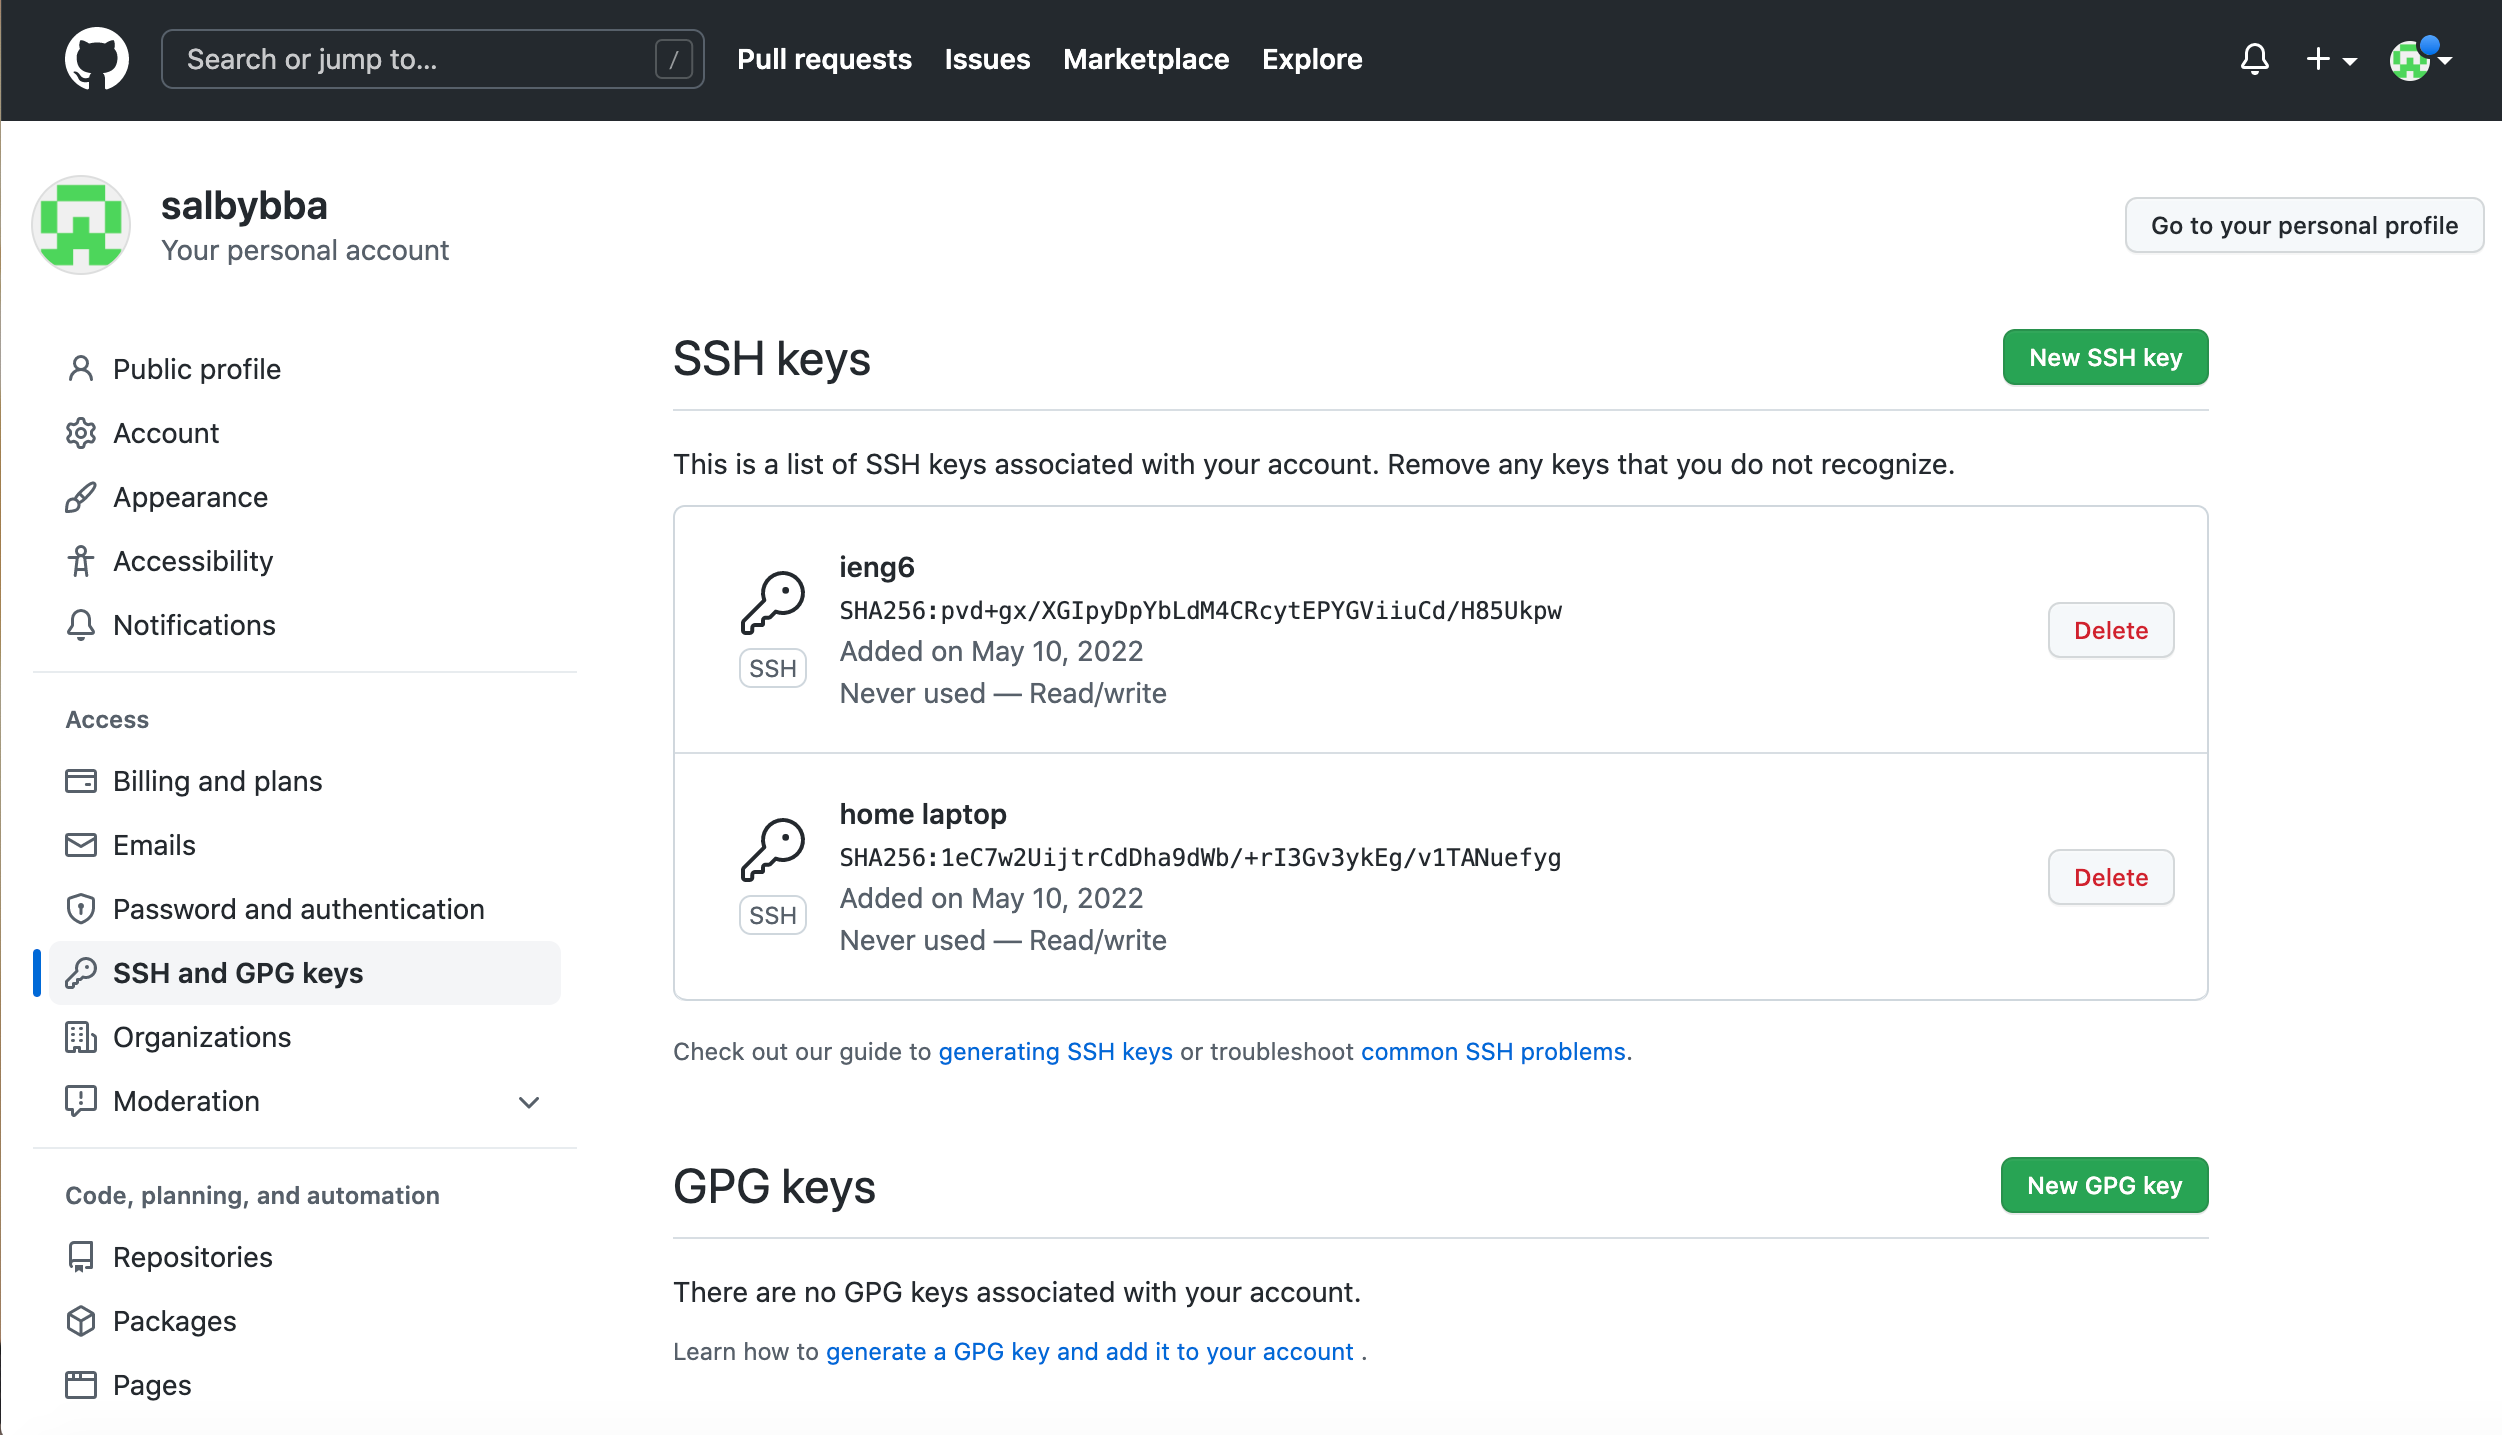 Search or jump to...
/
Pull requests
Issues
Marketplace
Explore
salbybba
Your personal account
Go to your personal profile
Public profile
Account
Appearance
Accessibility
Notifications
Access
Billing and plans
Emails
Password and authentication
SSH and GPG keys
Organizations
Moderation
Code, planning, and automation
Repositories
Packages
Pages
SSH keys
New SSH key
This is a list of SSH keys associated with your account. Remove any keys that you do not recognize.
ieng6
SHA256:pvd+gx/XGIpyDpYbLdM4CRcytEPYGViiuCd/H85Ukpw
Added on May 10, 2022
Never used — Read/write
SSH
Delete
home laptop
SHA256:1eC7w2UijtrCdDha9dWb/+rI3Gv3ykEg/v1TANuefyg
Added on May 10, 2022
Never used — Read/write
SSH
Delete
Check out our guide to generating SSH keys or troubleshoot common SSH problems.
GPG keys
New GPG key
There are no GPG keys associated with your account.
Learn how to generate a GPG key and add it to your account .